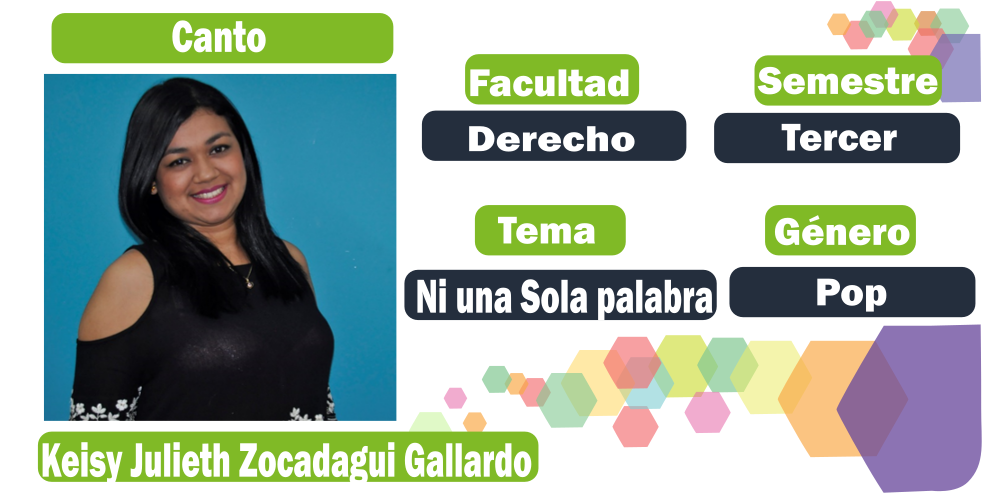 Canto
Facultad
Derecho
Semestre
Tercer
Tema
Ni una Sola palabra
Género
Pop
Keisy Julieth Zocadagui Gallardo